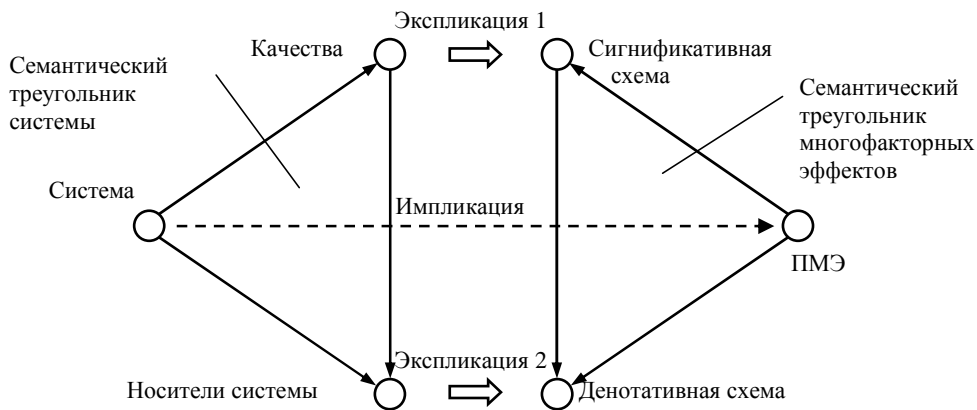 Экспликация 1
Качества
Сигнификативная
схема
Семантический
треугольник
системы
Семантический
треугольник
многофакторных
эффектов
Система
Импликация
ПМЭ
Экспликация 2
Носители системы
Денотативная схема